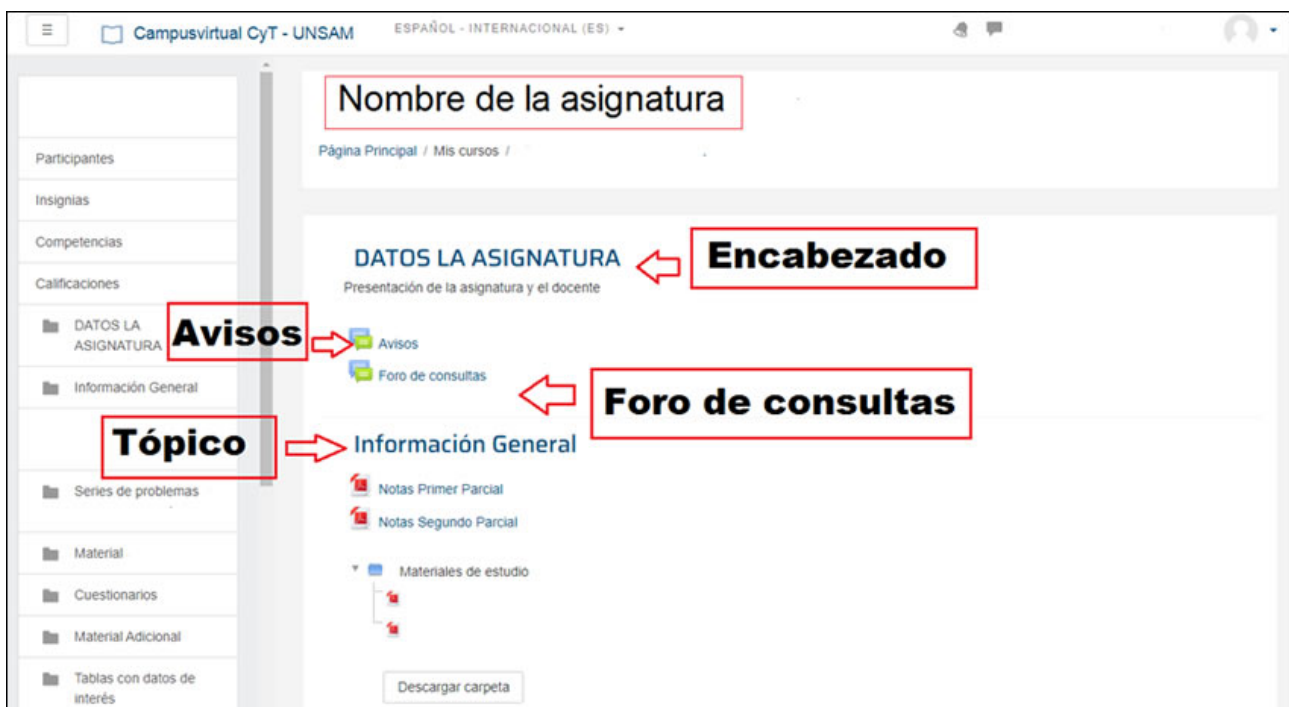 Campusvirtual CyT - UNSAM
ESPAÑOL - INTERNACIONAL (ES)
Participantes
Insignias
Competencias
Calificaciones
DATOS LA
ASIGNATURA
Información General
Series de problemas
Material
Cuestionarios
Material Adicional
Tablas con datos de
interés
Nombre de la asignatura
Página Principal / Mis cursos /
DATOS LA ASIGNATURA
Encabezado
Presentación de la asignatura y el docente
Avisos
Avisos
Foro de consultas
Foro de consultas
Tópico
Información General
Notas Primer Parcial
Notas Segundo Parcial
Materiales de estudio
Descargar carpeta